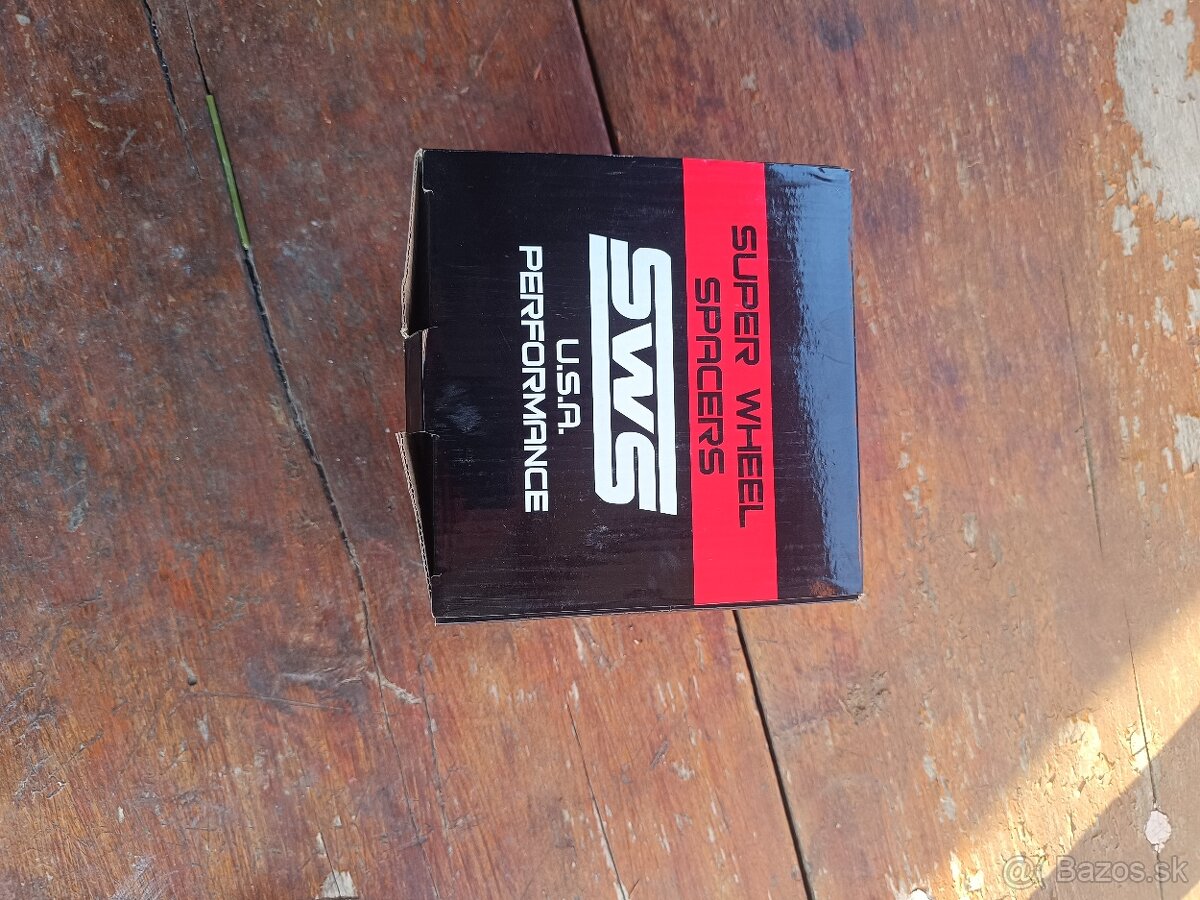 SUPER WHEEL
SPACERS
SWS
U.S.A.
PERFORMANCE
Bazos.sk